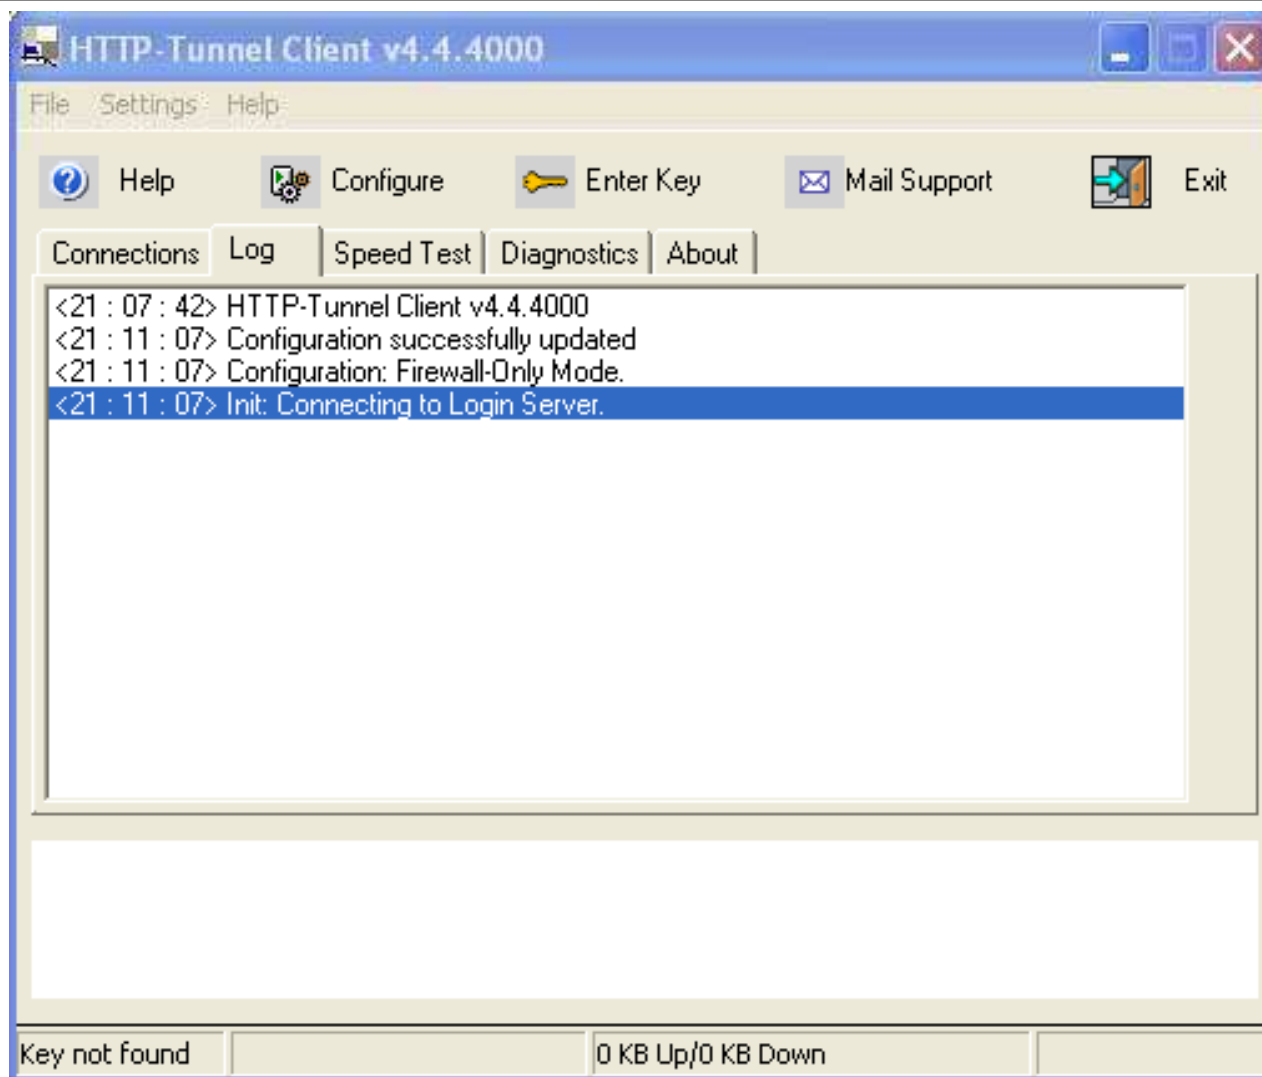 HTTP-Tunnel Client v4.4.4000
File Settings Help
Help Configure Enter Key Mail Support Exit
Connections Log Speed Test Diagnostics About
<21 : 07 : 42> HTTP-Tunnel Client v4.4.4000
<21 : 11 : 07> Configuration successfully updated
<21 : 11 : 07> Configuration: Firewall-Only Mode.
<21 : 11 : 07> Init: Connecting to Login Server.
Key not found 0 KB Up/0 KB Down